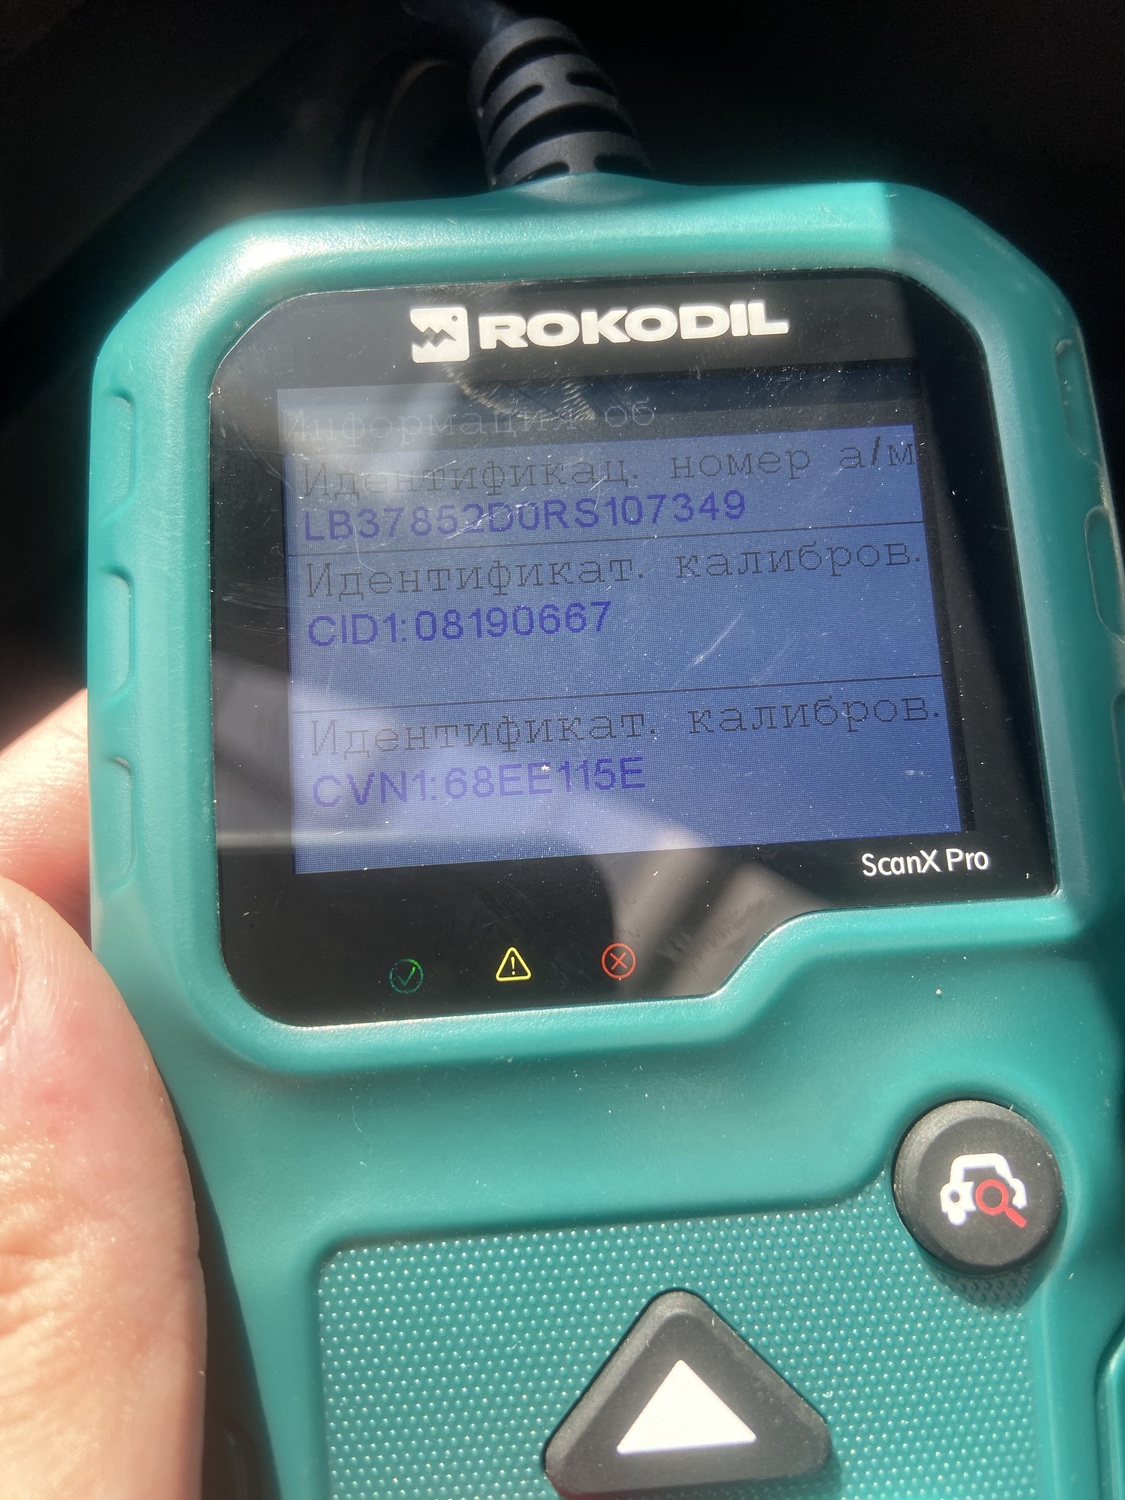 ROKODIL
Информация об
Идентификац. номер а/м
LB37852D0RS107349
Идентификат. калибров.
CID1:08190667
Идентификат. калибров.
CVN1:68EE115E
ScanX Pro